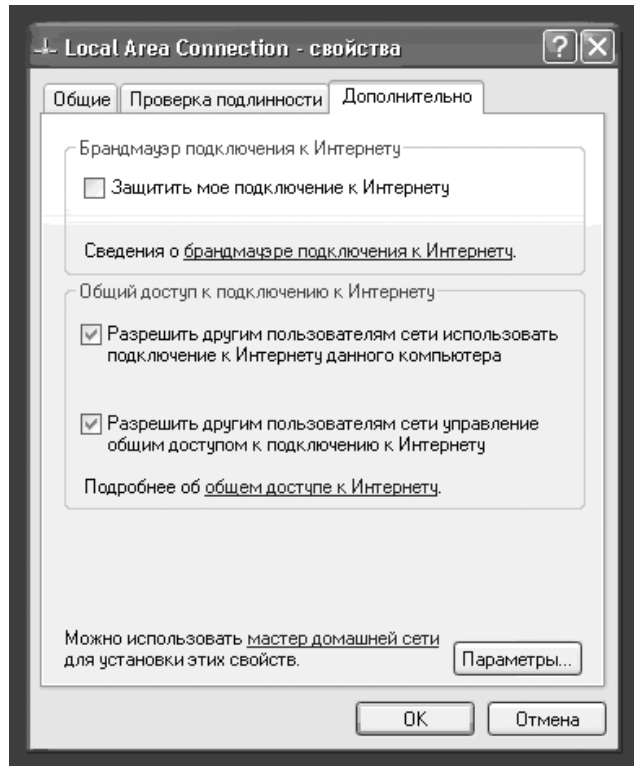 Local Area Connection - свойства
Общие Проверка подлинности Дополнительно
Брандмауэр подключения к Интернету
Защитить мое подключение к Интернету
Сведения о брандмауэре подключения к Интернету.
Общий доступ к подключению к Интернету
Разрешить другим пользователям сети использовать
подключение к Интернету данного компьютера
Разрешить другим пользователям сети управление
общим доступом к подключению к Интернету
Подробнее об общем доступе к Интернету.
Можно использовать мастер домашней сети
для установки этих свойств.
Параметры...
OK Отмена